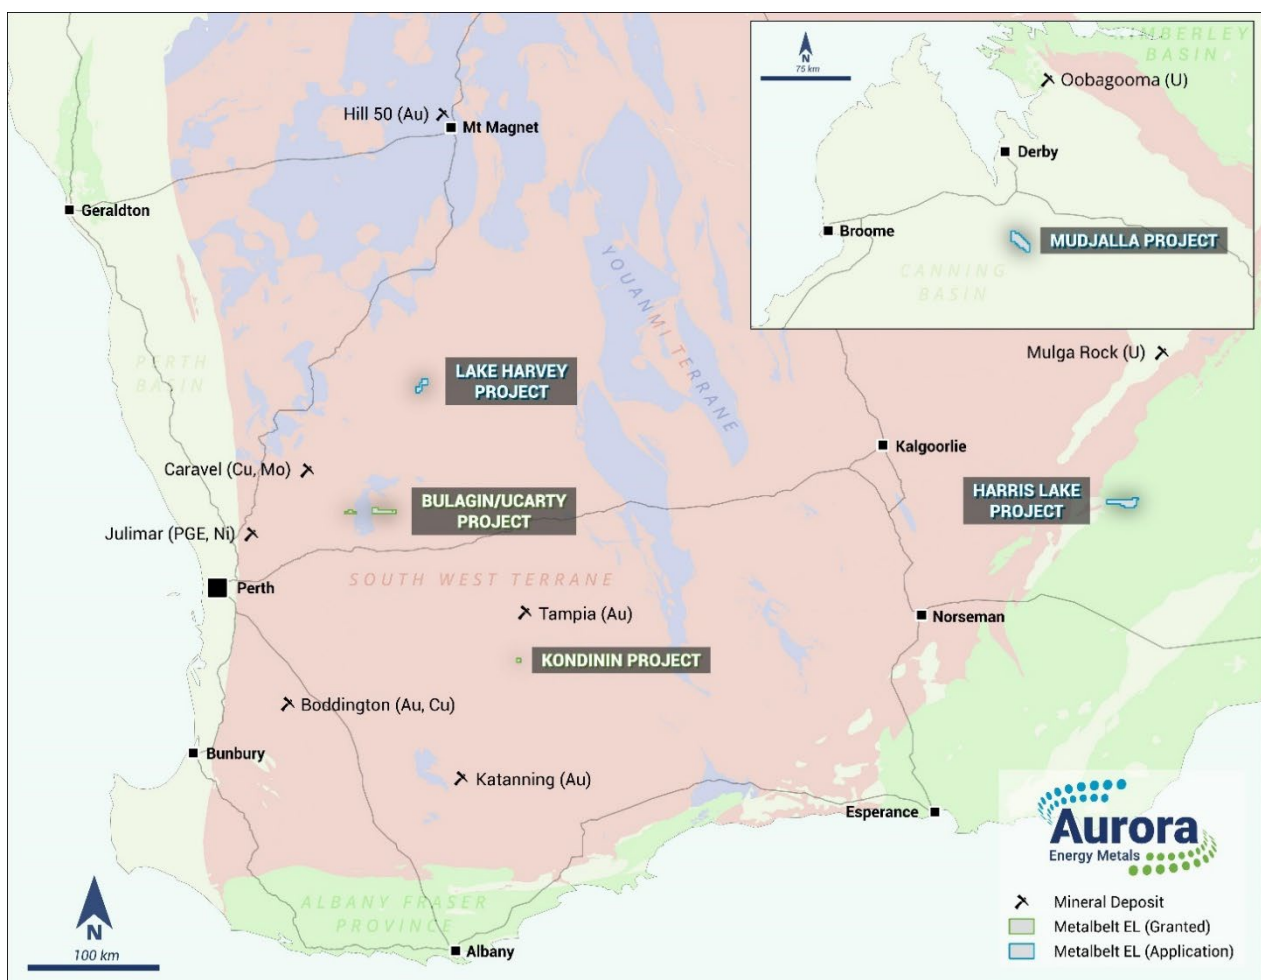 N
75 km
MBERLEY
BASIN
Oobagooma (U)
Derby
Broome
MUDJALLA PROJECT
CANNING
BASIN
Hill 50 (Au)
Mt Magnet
Geraldton
YOUANMI TERRANE
PERTH
BASIN
Mulga Rock (U)
LAKE HARVEY
PROJECT
Kalgoorlie
Caravel (Cu, Mo)
HARRIS LAKE
PROJECT
BULAGIN/UCARTY
PROJECT
Julimar (PGE, Ni)
SOUTH WEST TERRANE
Perth
Tampia (Au)
Norseman
KONDININ PROJECT
Boddington (Au, Cu)
Bunbury
Katanning (Au)
Esperance
Aurora
Energy Metals
ALBANY FRASER
PROVINCE
Albany
N
100 km
Mineral Deposit
Metalbelt EL (Granted)
Metalbelt EL (Application)